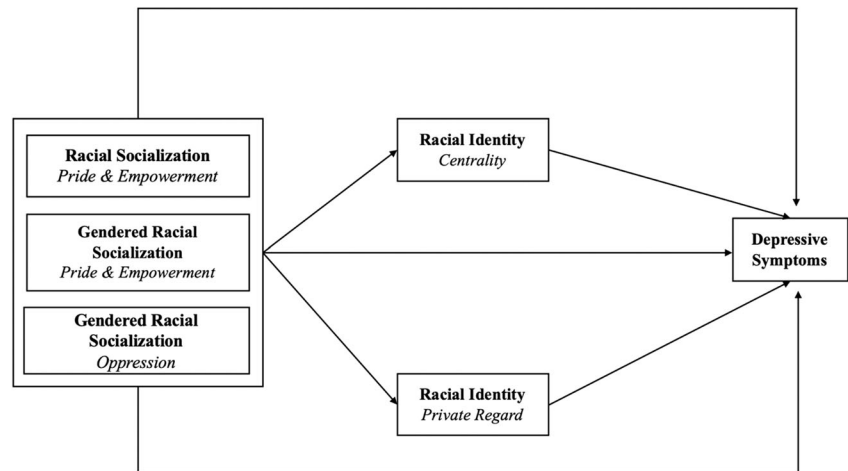 Racial Socialization
Pride & Empowerment
Gendered Racial
Socialization
Pride & Empowerment
Gendered Racial
Socialization
Oppression
Racial Identity
Centrality
Racial Identity
Private Regard
Depressive
Symptoms